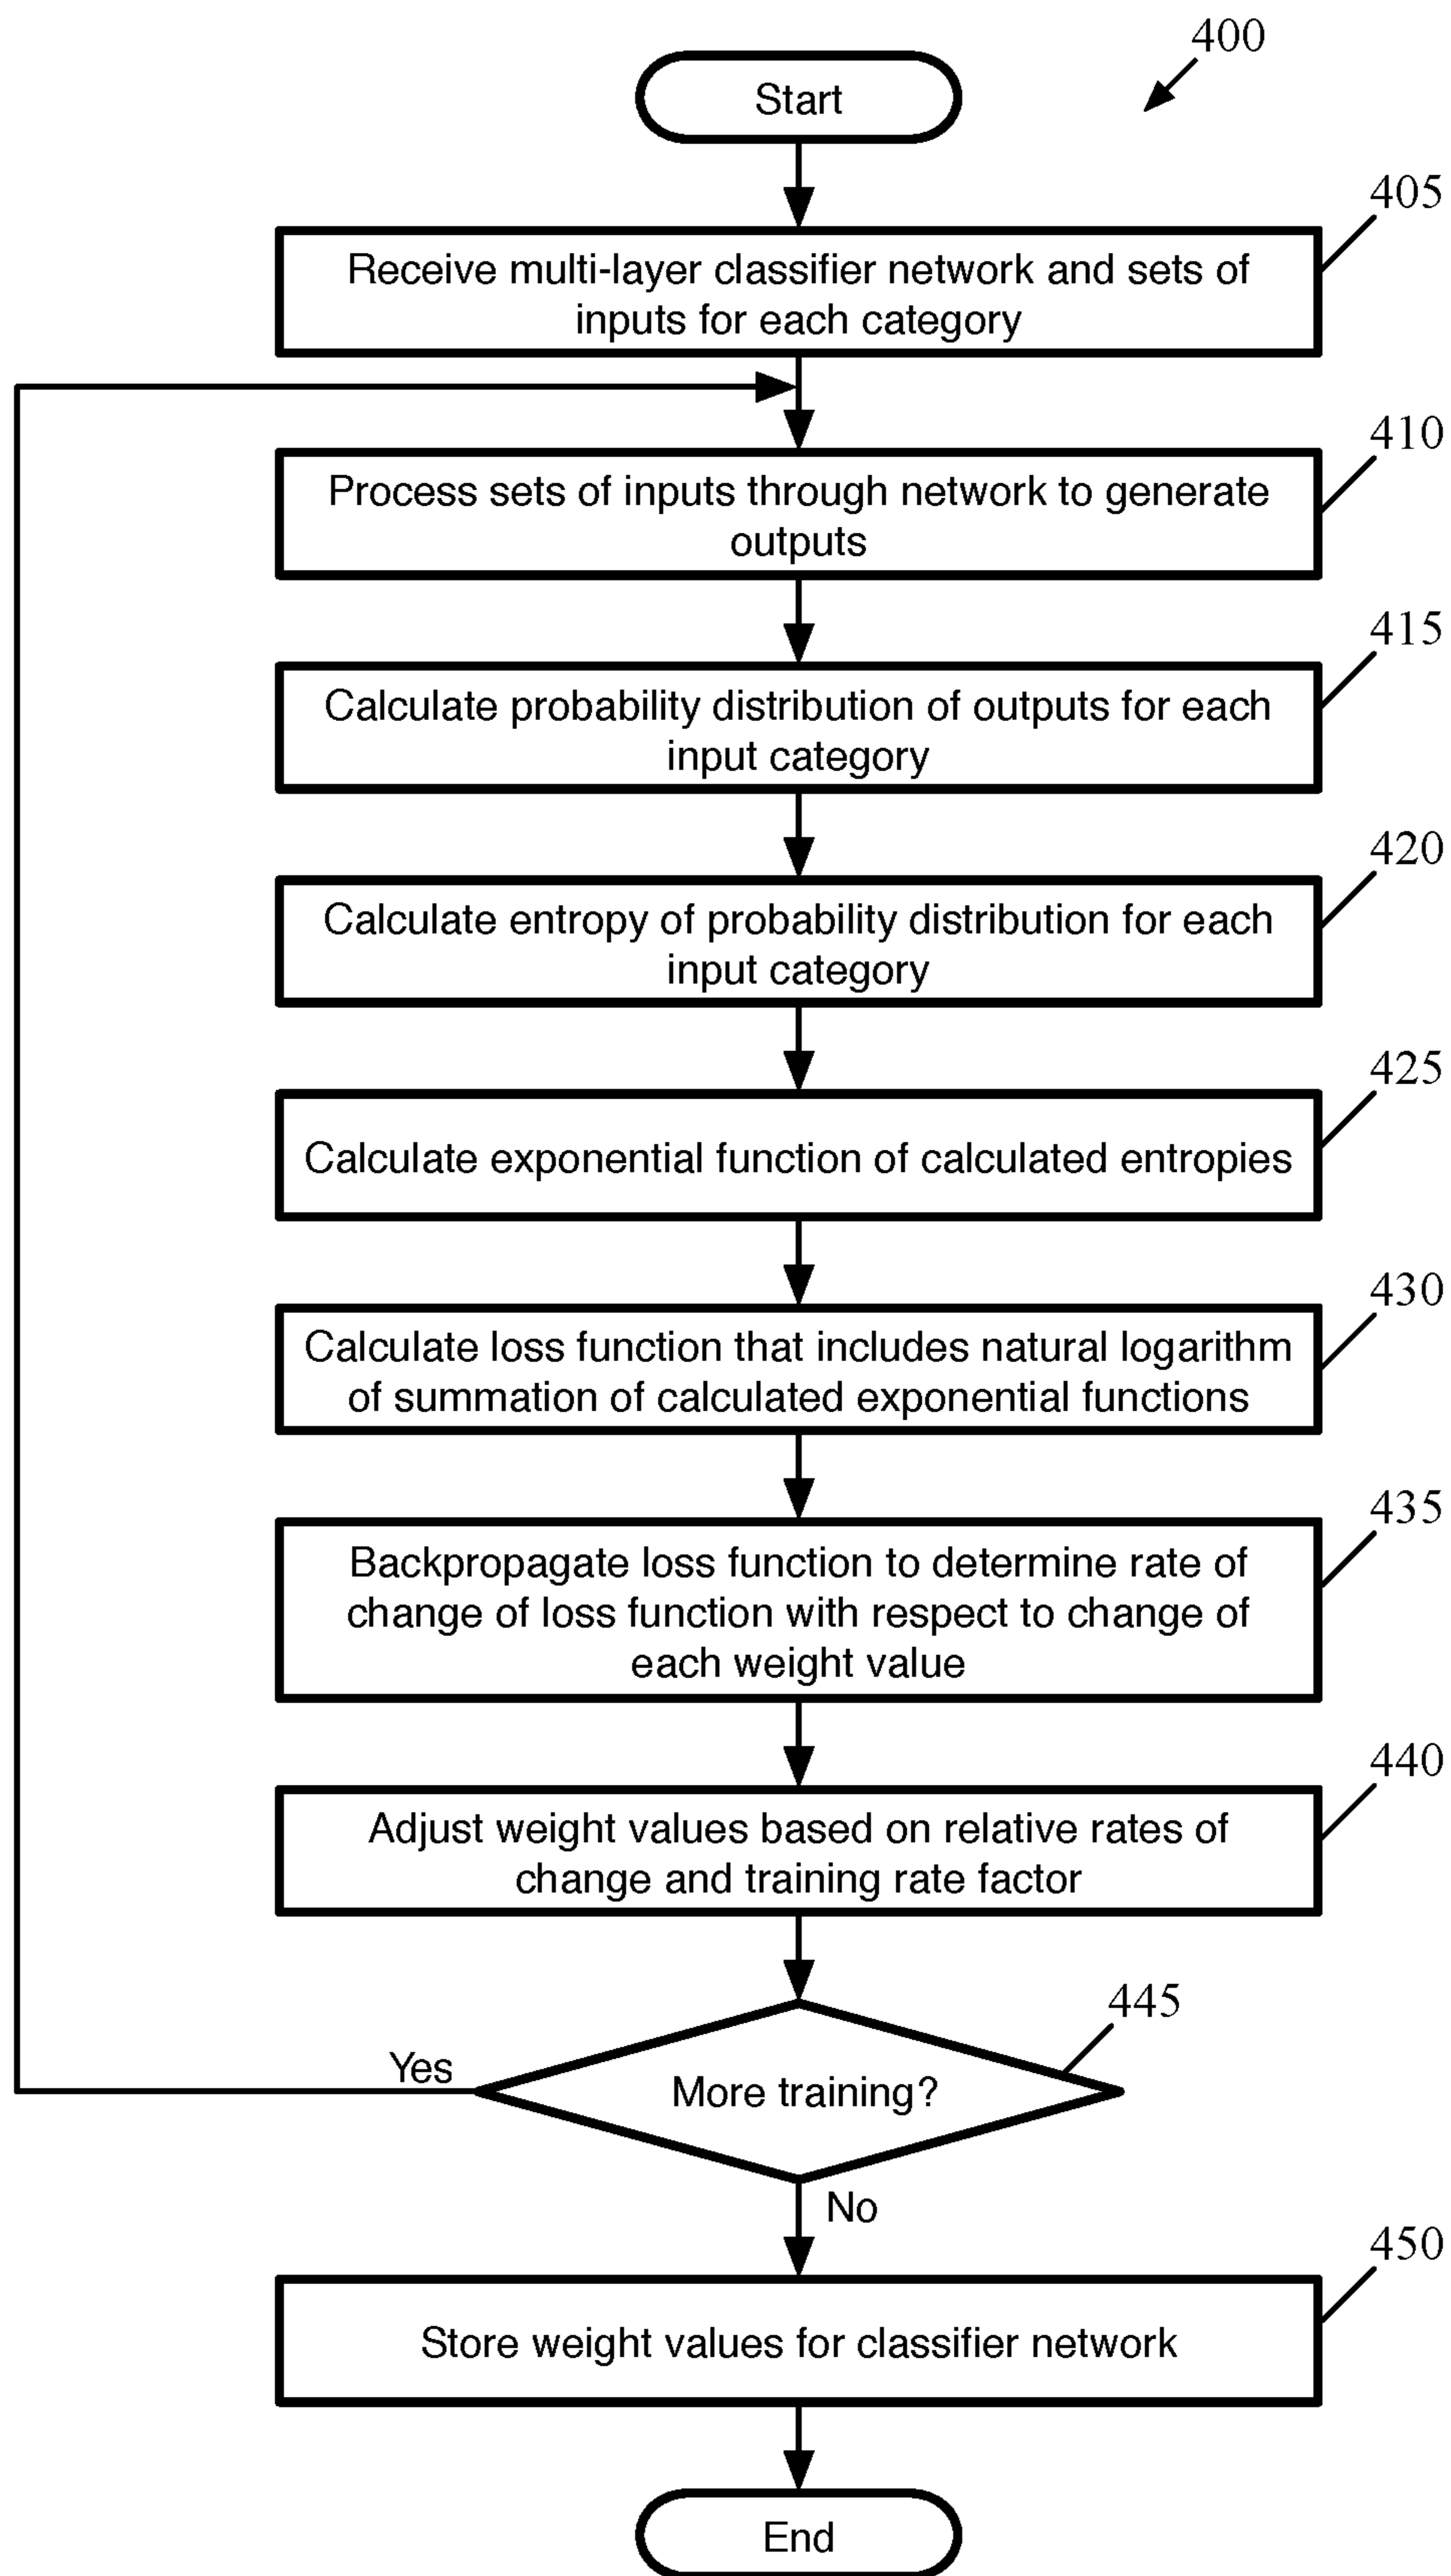 400
Start
405
Receive multi-layer classifier network and sets of
inputs for each category
410
Process sets of inputs through network to generate
outputs
415
Calculate probability distribution of outputs for each
input category
420
Calculate entropy of probability distribution for each
input category
425
Calculate exponential function of calculated entropies
430
Calculate loss function that includes natural logarithm
of summation of calculated exponential functions
435
Backpropagate loss function to determine rate of
change of loss function with respect to change of
each weight value
440
Adjust weight values based on relative rates of
change and training rate factor
445
Yes
More training?
No
450
Store weight values for classifier network
End